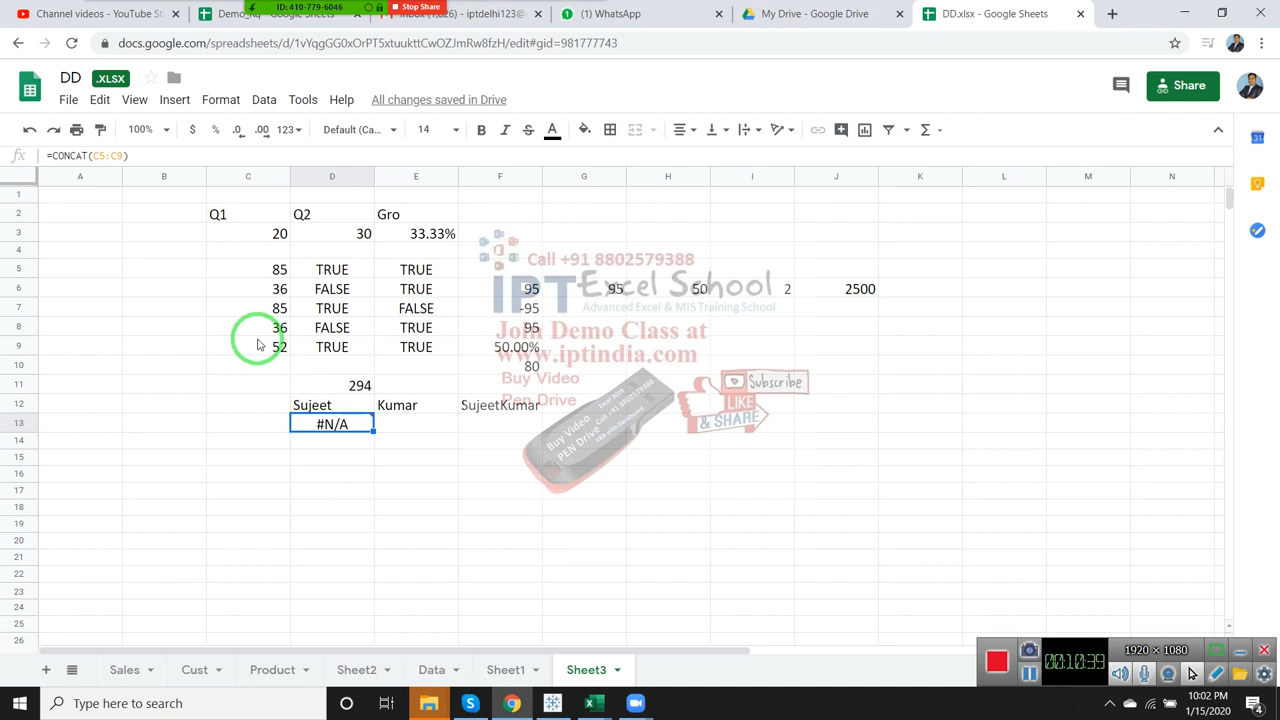 Channel videos - YouTube St
ID: 410-779-6046
Stop Share
(1) WhatsApp
My Drive - Google Drive
DD.xlsx - Google Sheets
docs.google.com/spreadsheets/d/1vYqgGG0xOrPT5xtuukttCwOZJmRw8fzH/edit#gid=981777743
DD .XLSX
File Edit View Insert Format Data Tools Help All changes saved in Drive
Share
100% $ % .0 .00 123 Default (Ca... 14 B I S A
fx =CONCAT(C5:C9)
A B C D E F G H I J K L M N
1
2 Q1 Q2 Gro
3 20 30 33.33%
4
Call +91 8802579388
5 85 TRUE TRUE
IPT Excel School
6 36 FALSE TRUE 95 95 50 2 2500
Advanced Excel & MIS Training School
7 85 TRUE FALSE -95
8 36 FALSE TRUE 95
Join Demo Class at
9 52 TRUE TRUE 50.00%
www.iptindia.com
10 80
Buy Video
Pen Drive
Subscribe
LIKE
& SHARE
11 294
12 Sujeet Kumar SujeetKumar
13 #N/A
Buy Video
PEN Drive
14
15
16
17
18
19
20
21
22
23
24
25
26
Sales Cust Product Sheet2 Data Sheet1 Sheet3
1920 × 1080
00:10:39
Type here to search
10:02 PM
1/15/2020
4